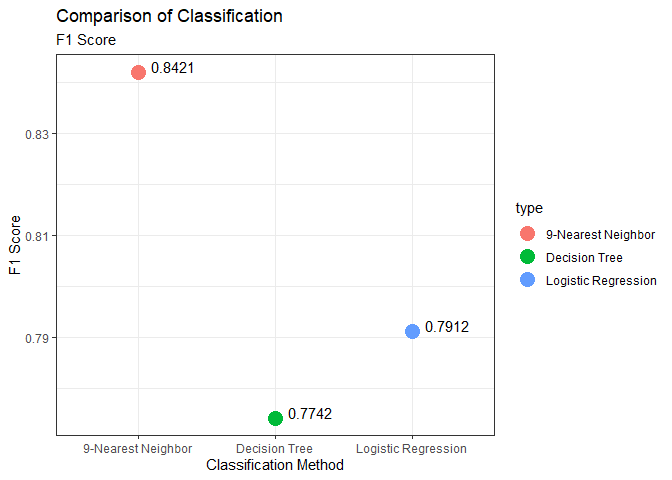 Comparison of Classification
F1 Score
0.8421
0.83
0.81
0.79
0.7912
0.7742
F1 Score
9-Nearest Neighbor
Decision Tree
Logistic Regression
Classification Method
type
9-Nearest Neighbor
Decision Tree
Logistic Regression